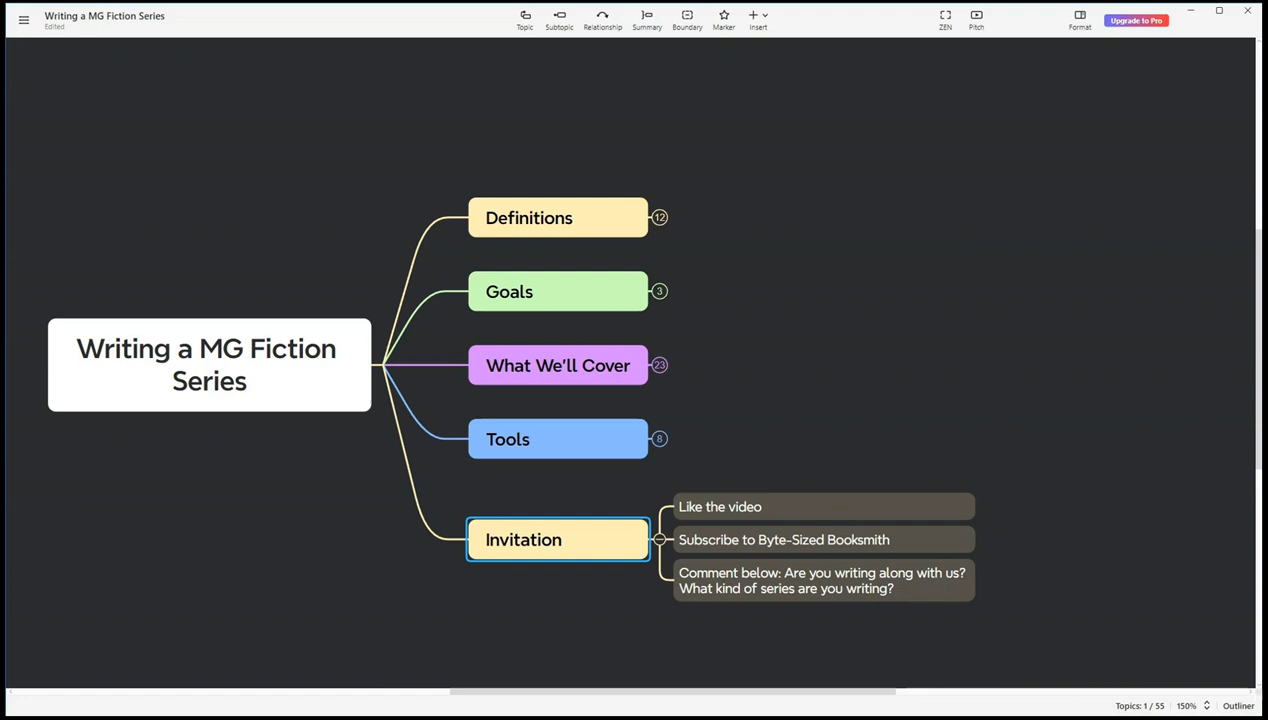 Writing a MG Fiction Series
Edited
Topic
Subtopic
Relationship
Summary
Boundary
Marker
Insert
ZEN
Pitch
Format
Upgrade to Pro
Definitions
12
Goals
3
Writing a MG Fiction
Series
What We'll Cover
23
Tools
8
Invitation
Like the video
Subscribe to Byte-Sized Booksmith
Comment below: Are you writing along with us?
What kind of series are you writing?
Topics: 1 / 55
150%
Outliner